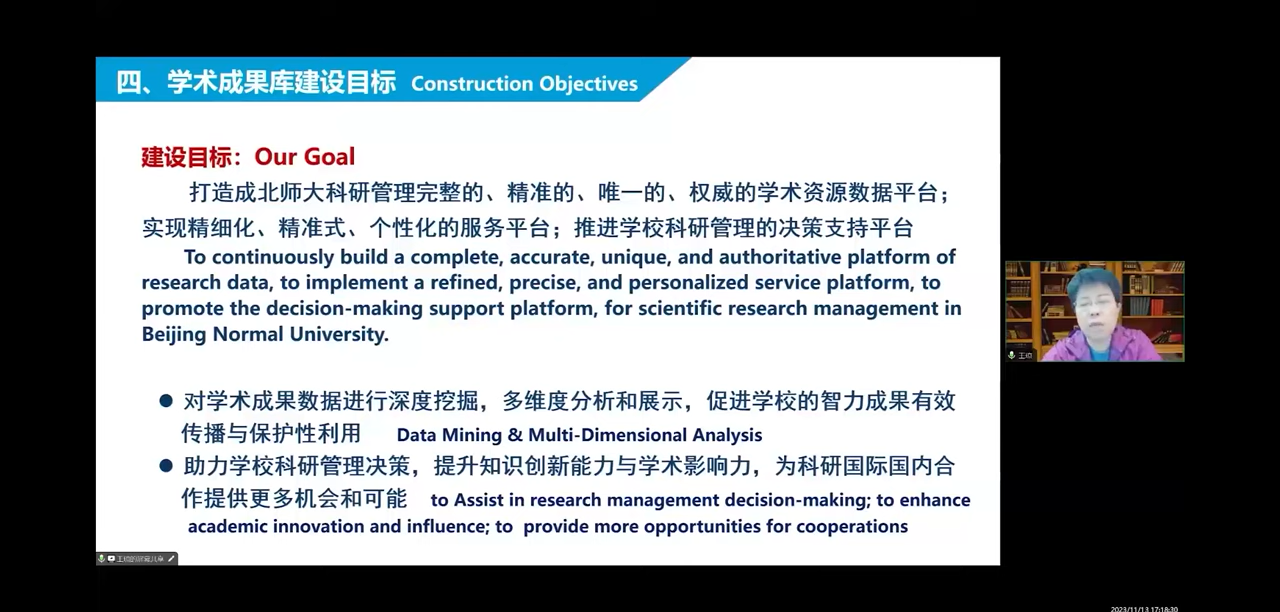 四、学术成果库建设目标 Construction Objectives
建设目标：Our Goal
打造成北师大科研管理完整的、精准的、唯一的、权威的学术资源数据平台；
实现精细化、精准式、个性化的服务平台；推进学校科研管理的决策支持平台
To continuously build a complete, accurate, unique, and authoritative platform of
research data, to implement a refined, precise, and personalized service platform, to
promote the decision-making support platform, for scientific research management in
Beijing Normal University.
● 对学术成果数据进行深度挖掘，多维度分析和展示，促进学校的智力成果有效
传播与保护性利用 Data Mining & Multi-Dimensional Analysis
● 助力学校科研管理决策，提升知识创新能力与学术影响力，为科研国际国内合
作提供更多机会和可能 to Assist in research management decision-making; to enhance
academic innovation and influence; to provide more opportunities for cooperations
2023/11/13 17:18:30